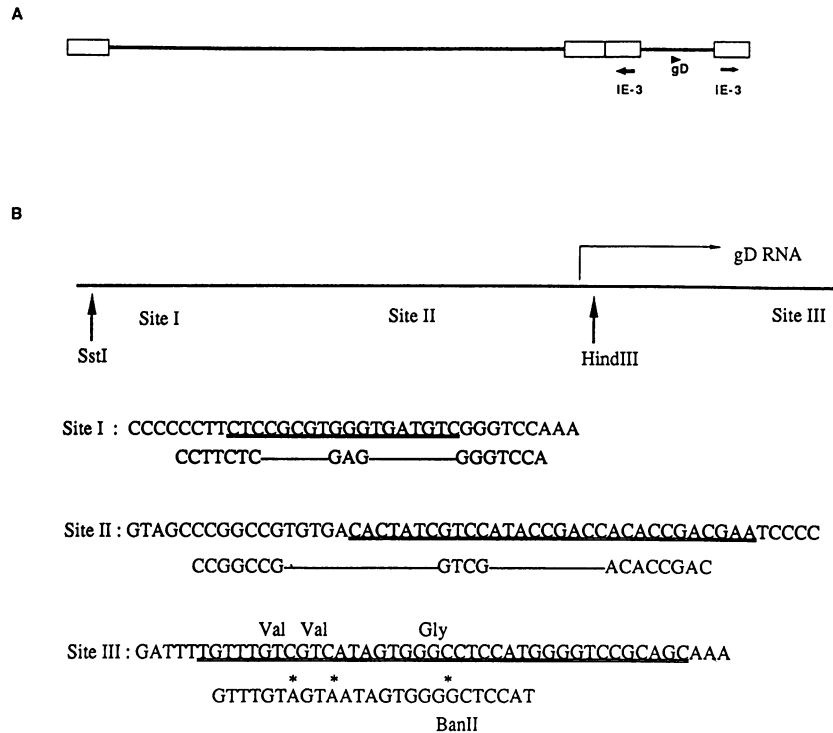 A
gD
IE-3 IE-3
B
gD RNA
Site I Site II Site III
SstI HindIII
Site I : CCCCCCTTCTCCGCGTGGGTGATGTCGGGTCCAAA
CCTTCTC————GAG————GGGTCCA
Site II : GTAGCCCGGCCGTGTGACACTATCGTCCATACCGACCACACCGACGAATCCCC
CCGGCCG————GTCG————ACACCGAC
Val Val Gly
Site III : GATTTTGTTTGTCGTCATAGTGGGCCTCCATGGGGTCCGCAGCAAA
* * *
GTTTGTAGTAATAGTGGGGCTCCAT
BanII